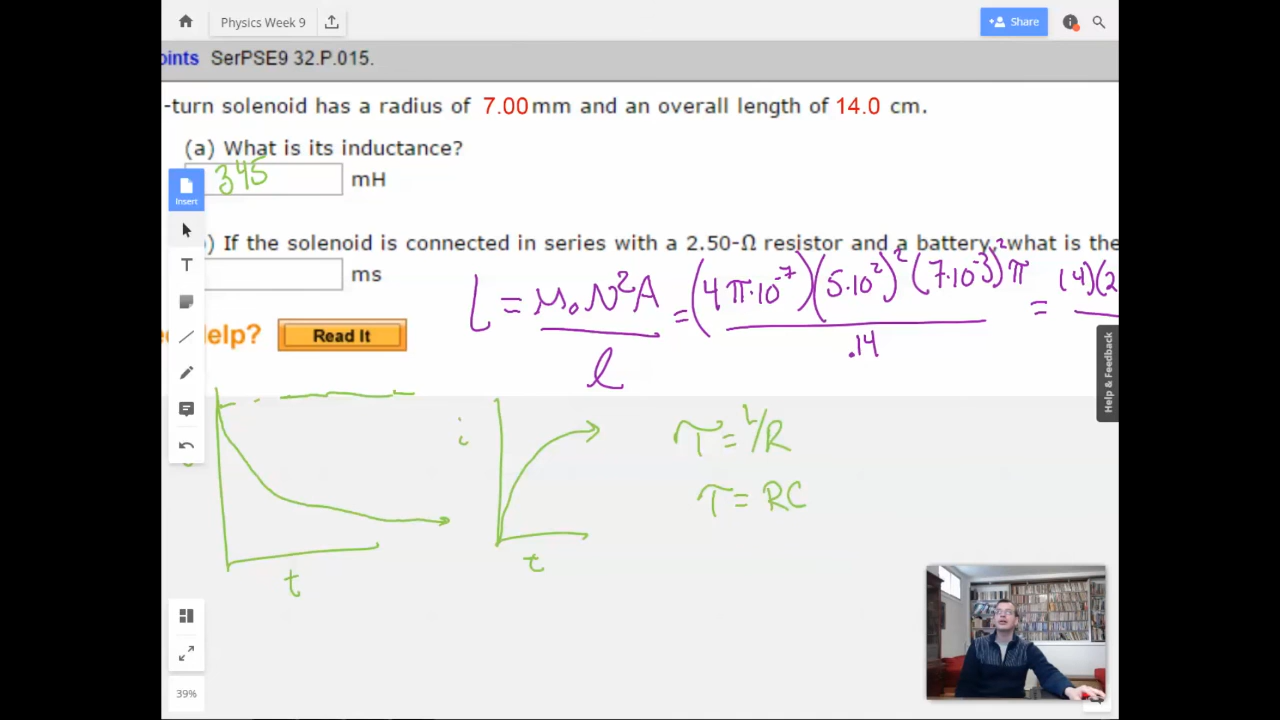 Physics Week 9
Share
oints SerPSE9 32.P.015.
-turn solenoid has a radius of 7.00 mm and an overall length of 14.0 cm.
(a) What is its inductance?
345 mH
Insert
) If the solenoid is connected in series with a 2.50-Ω resistor and a battery, what is the
ms
L = μ₀N²A/l = (4π·10⁻⁷)(5·10²)²(7·10⁻³)²π/.14 = (14)(2
elp? Read It
Help & Feedback
i
τ = L/R
τ = RC
t
t
39%